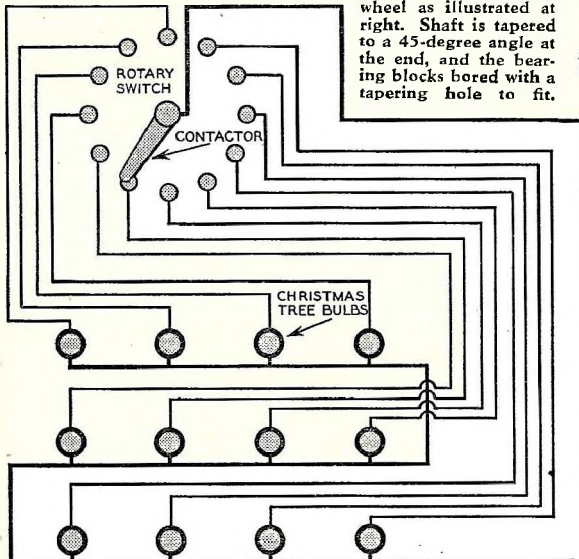 wheel as illustrated at
right. Shaft is tapered
to a 45-degree angle at
the end, and the bear-
ing blocks bored with a
tapering hole to fit.
ROTARY
SWITCH
CONTACTOR
CHRISTMAS
TREE BULBS